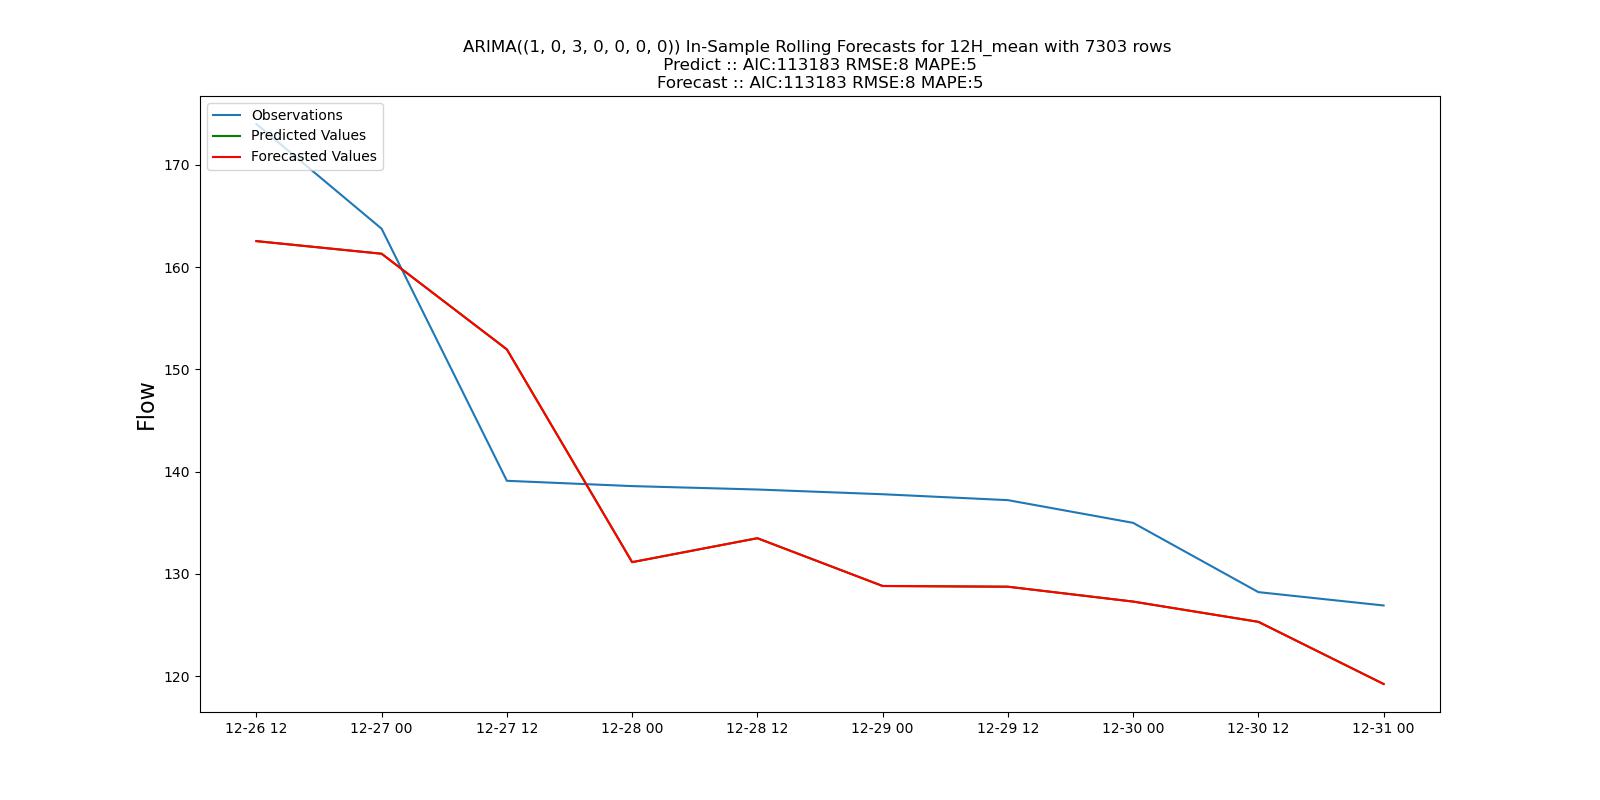 ARIMA((1, 0, 3, 0, 0, 0, 0)) In-Sample Rolling Forecasts for 12H_mean with 7303 rows
Predict :: AIC:113183 RMSE:8 MAPE:5
Forecast :: AIC:113183 RMSE:8 MAPE:5
Observations
Predicted Values
Forecasted Values
170
160
150
140
130
120
Flow
12-26 12
12-27 00
12-27 12
12-28 00
12-28 12
12-29 00
12-29 12
12-30 00
12-30 12
12-31 00